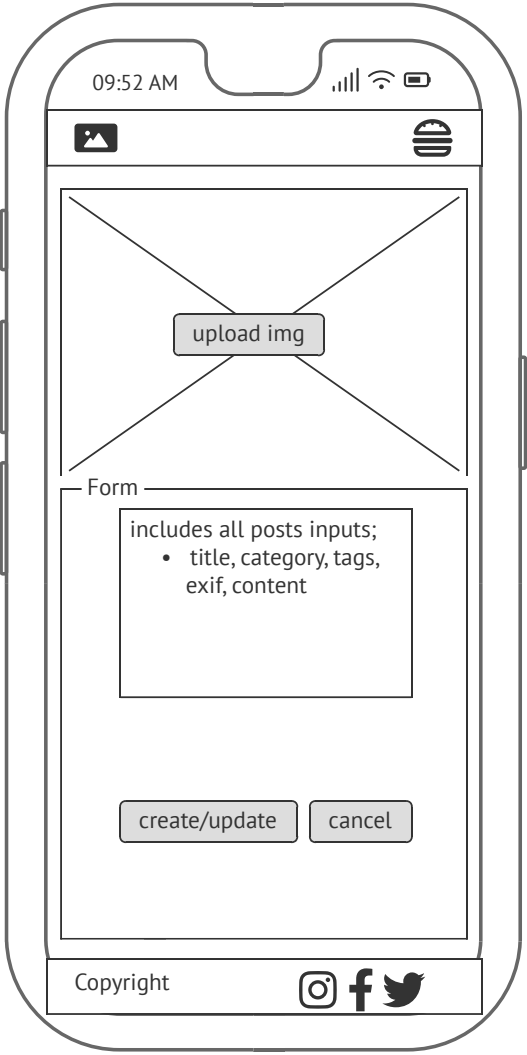 09:52 AM
upload img
Form
includes all posts inputs;
• title, category, tags,
exif, content
create/update
cancel
Copyright